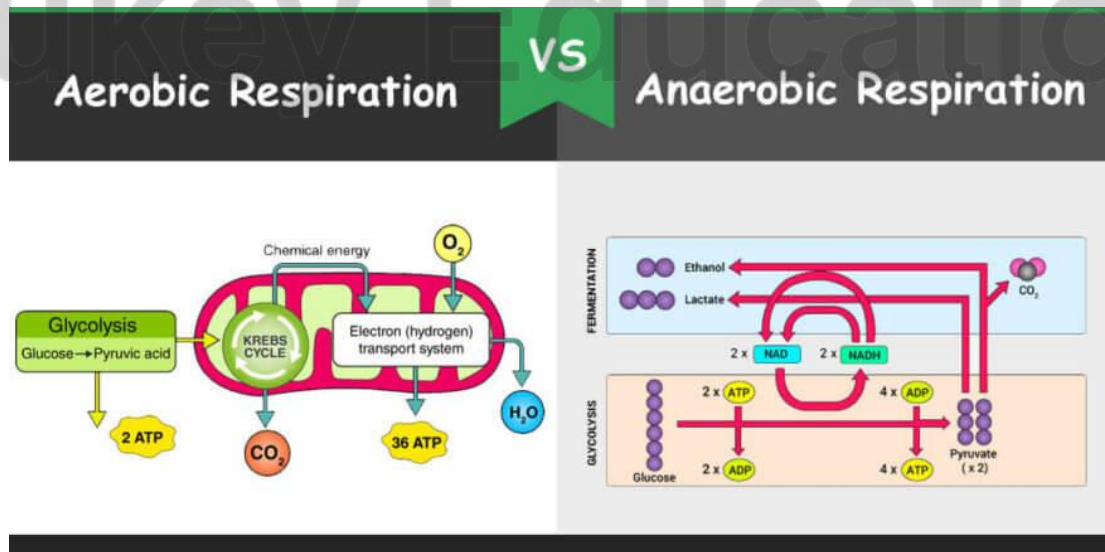 ukey Educatio
VS
Aerobic Respiration
Anaerobic Respiration
Chemical energy
O₂
Glycolysis
Glucose→Pyruvic acid
KREBS
CYCLE
Electron (hydrogen)
transport system
2 ATP
CO₂
36 ATP
H₂O
FERMENTATION
Ethanol
Lactate
CO₂
2 x NAD
2 x NADH
GLYCOLYSIS
2 x ATP
4 x ADP
Glucose
2 x ADP
4 x ATP
Pyruvate
( x 2)